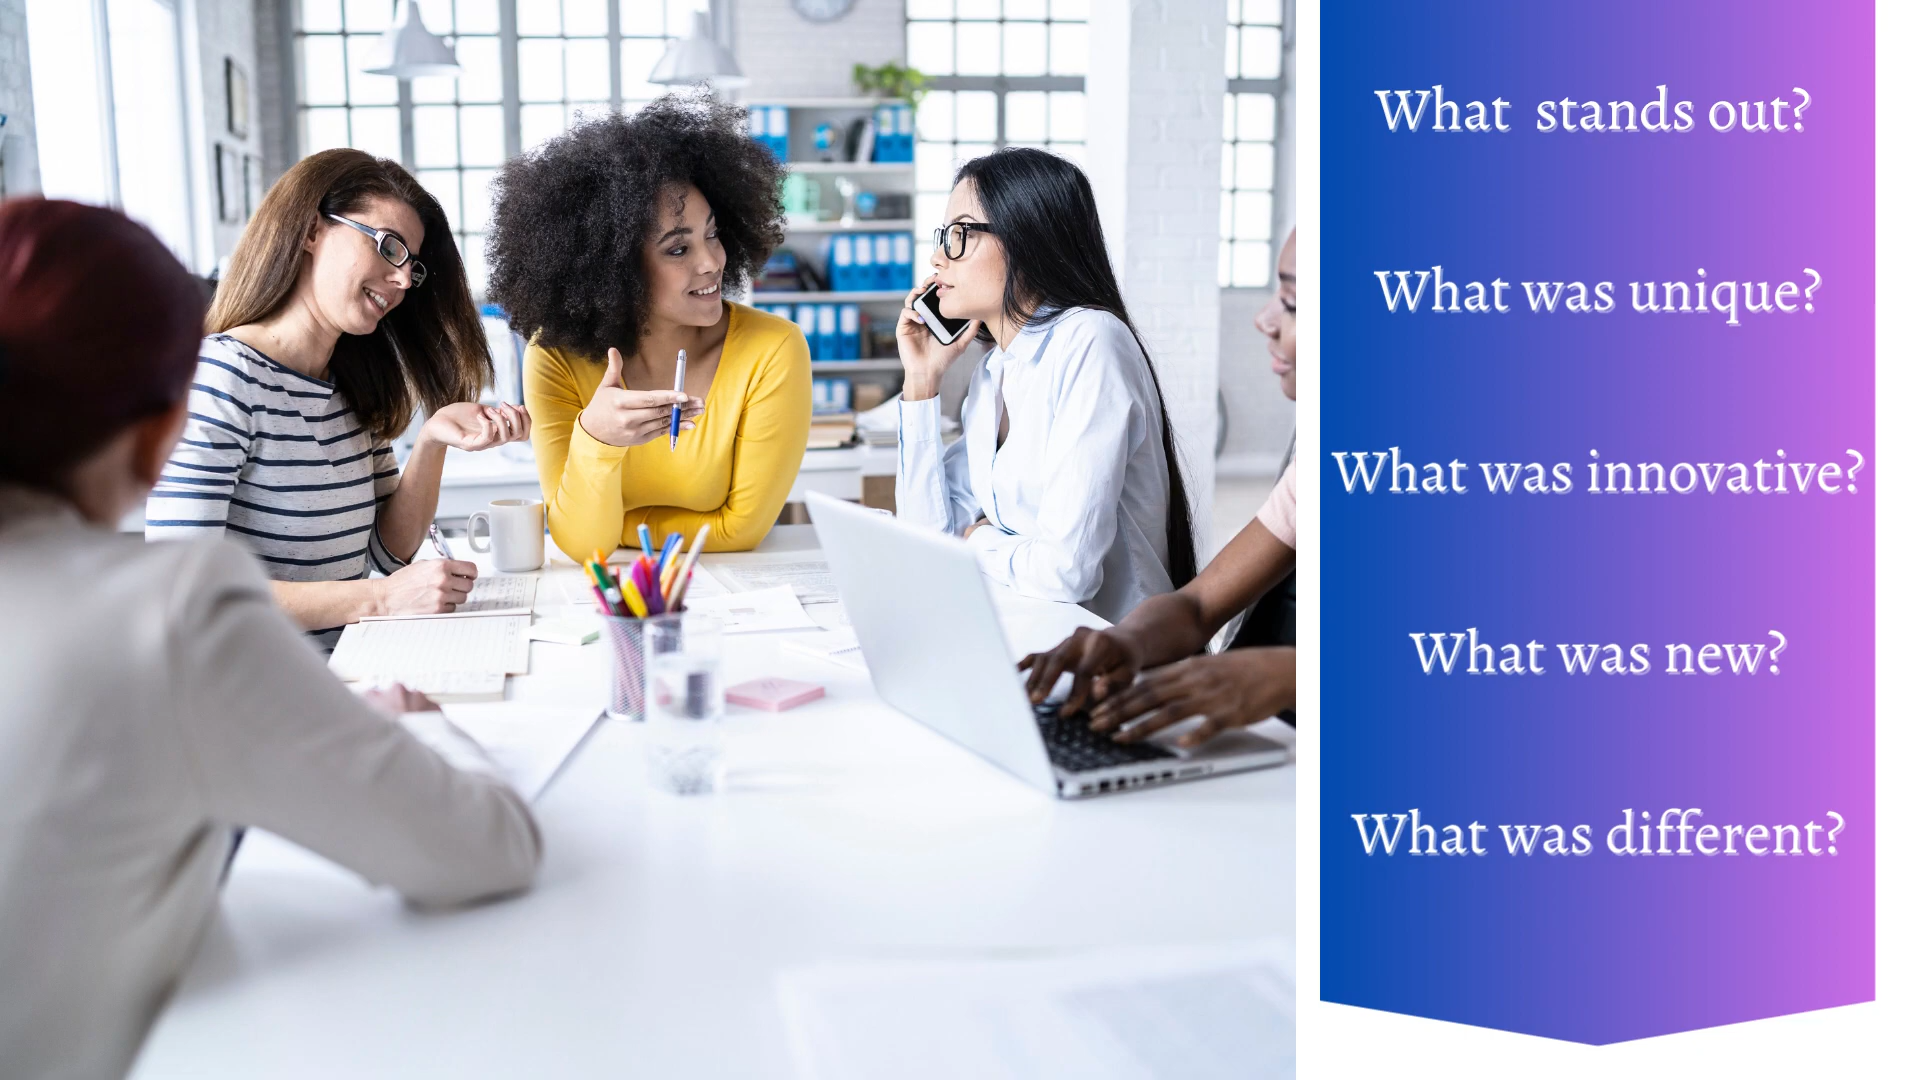 What  stands out?
What was unique?
What was innovative?
What was new?
What was different?